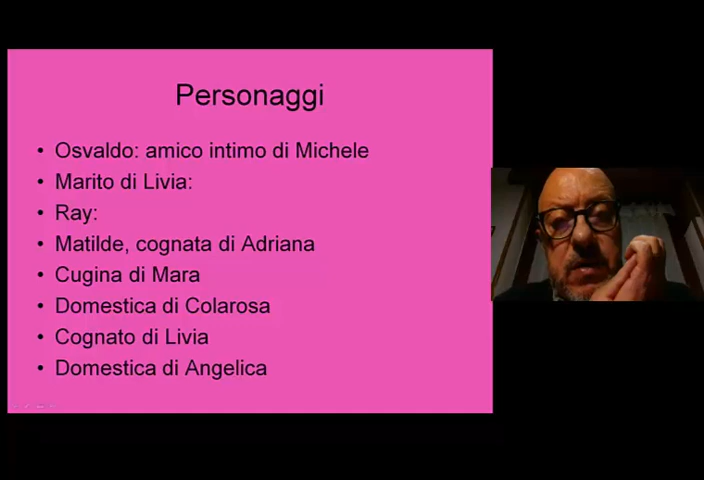 Personaggi
• Osvaldo: amico intimo di Michele
• Marito di Livia:
• Ray:
• Matilde, cognata di Adriana
• Cugina di Mara
• Domestica di Colarosa
• Cognato di Livia
• Domestica di Angelica